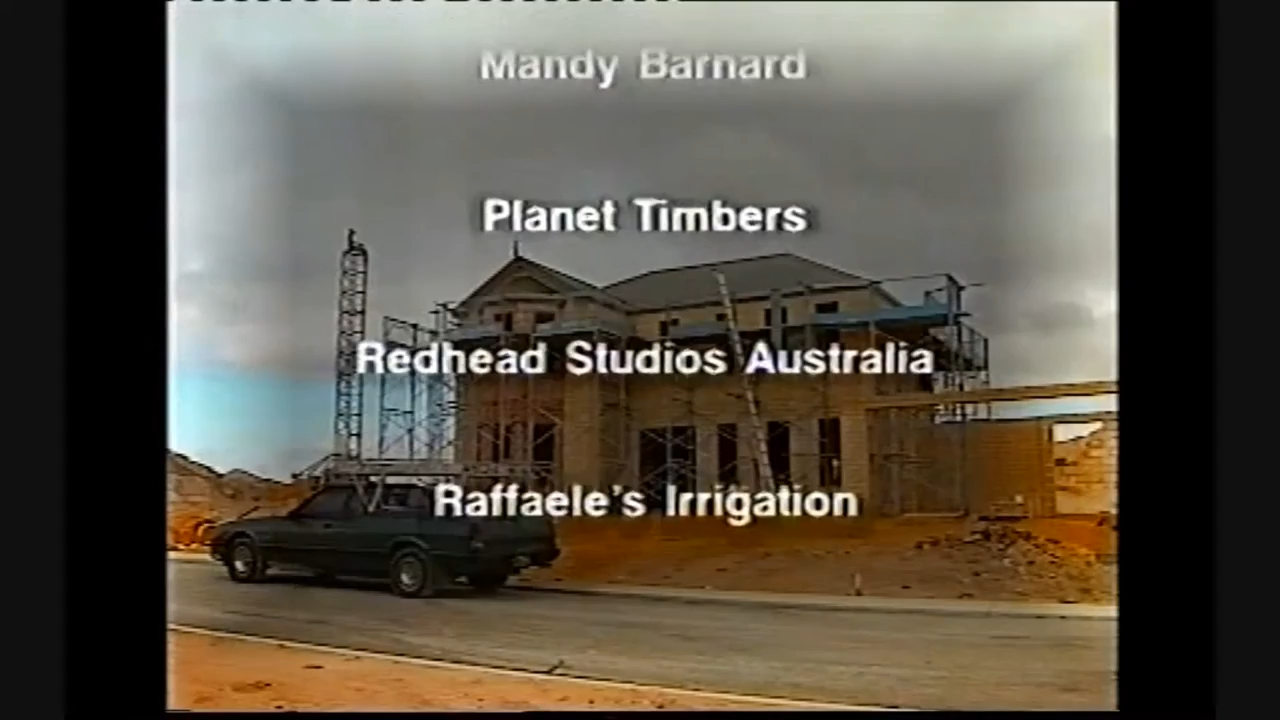 Mandy Barnard
Planet Timbers
Redhead Studios Australia
Raffaele's Irrigation